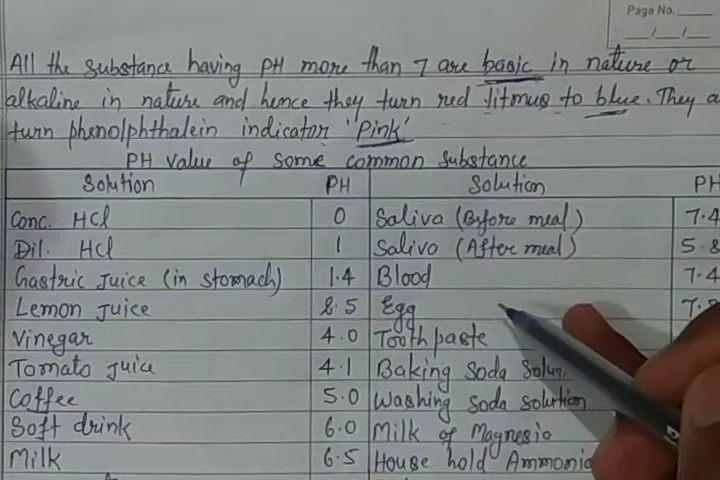 Page No.
All the substance having PH more than 7 are basic in nature or
alkaline in nature and hence they turn red litmus to blue. They a
turn phenolphthalein indicator 'Pink'
PH value of some common substance
Solution PH Solution PH
Conc. HCl 0 Saliva (Before meal) 7.4
Dil. HCl 1 Saliva (After meal) 5.8
Gastric Juice (in stomach) 1.4 Blood 7.4
Lemon Juice 2.5 Egg
Vinegar 4.0 Tooth paste
Tomato Juice 4.1 Baking Soda
Coffee 5.0 Washing Soda solution
Soft drink 6.0 Milk of Magnesia
Milk 6.5 House hold Ammonia